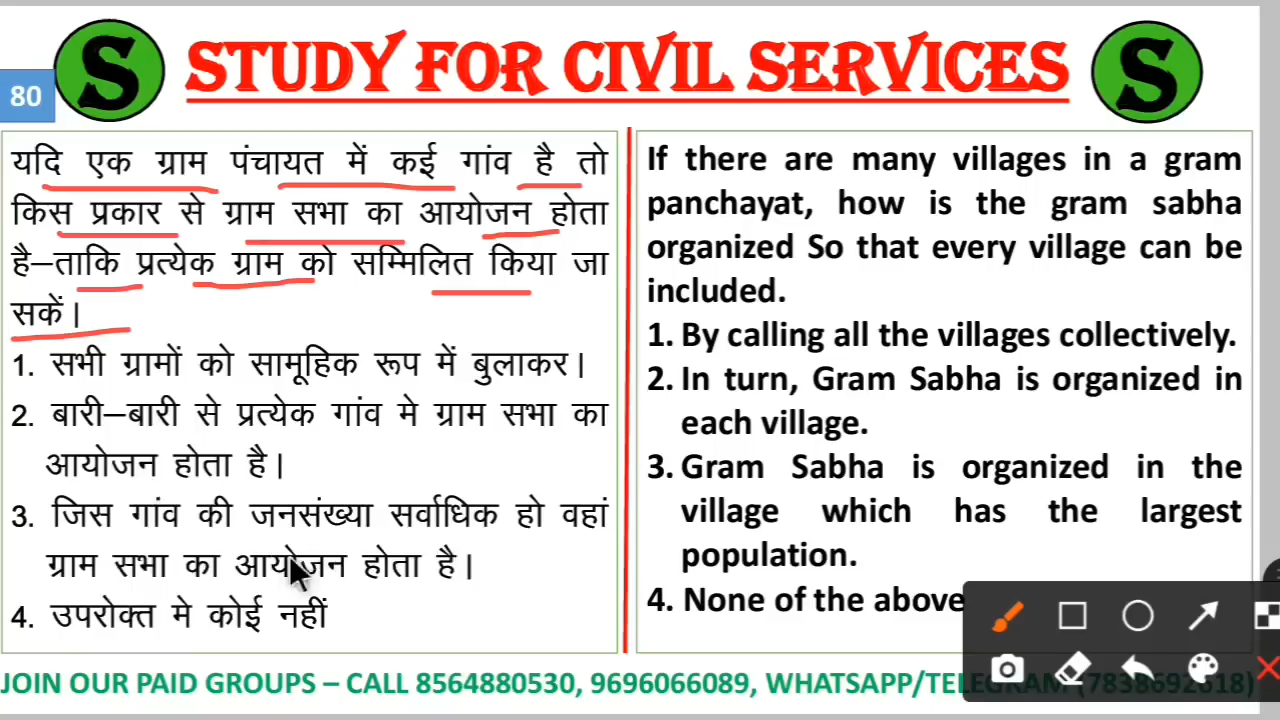 S STUDY FOR CIVIL SERVICES S
80
यदि एक ग्राम पंचायत में कई गांव है तो
किस प्रकार से ग्राम सभा का आयोजन होता
है–ताकि प्रत्येक ग्राम को सम्मिलित किया जा
सकें।
1. सभी ग्रामों को सामूहिक रूप में बुलाकर।
2. बारी–बारी से प्रत्येक गांव मे ग्राम सभा का
आयोजन होता है।
3. जिस गांव की जनसंख्या सर्वाधिक हो वहां
ग्राम सभा का आयोजन होता है।
4. उपरोक्त मे कोई नहीं
If there are many villages in a gram
panchayat, how is the gram sabha
organized So that every village can be
included.
1. By calling all the villages collectively.
2. In turn, Gram Sabha is organized in
each village.
3. Gram Sabha is organized in the
village which has the largest
population.
4. None of the above
JOIN OUR PAID GROUPS – CALL 8564880530, 9696066089, WHATSAPP/TELEGRAM (7838692618)